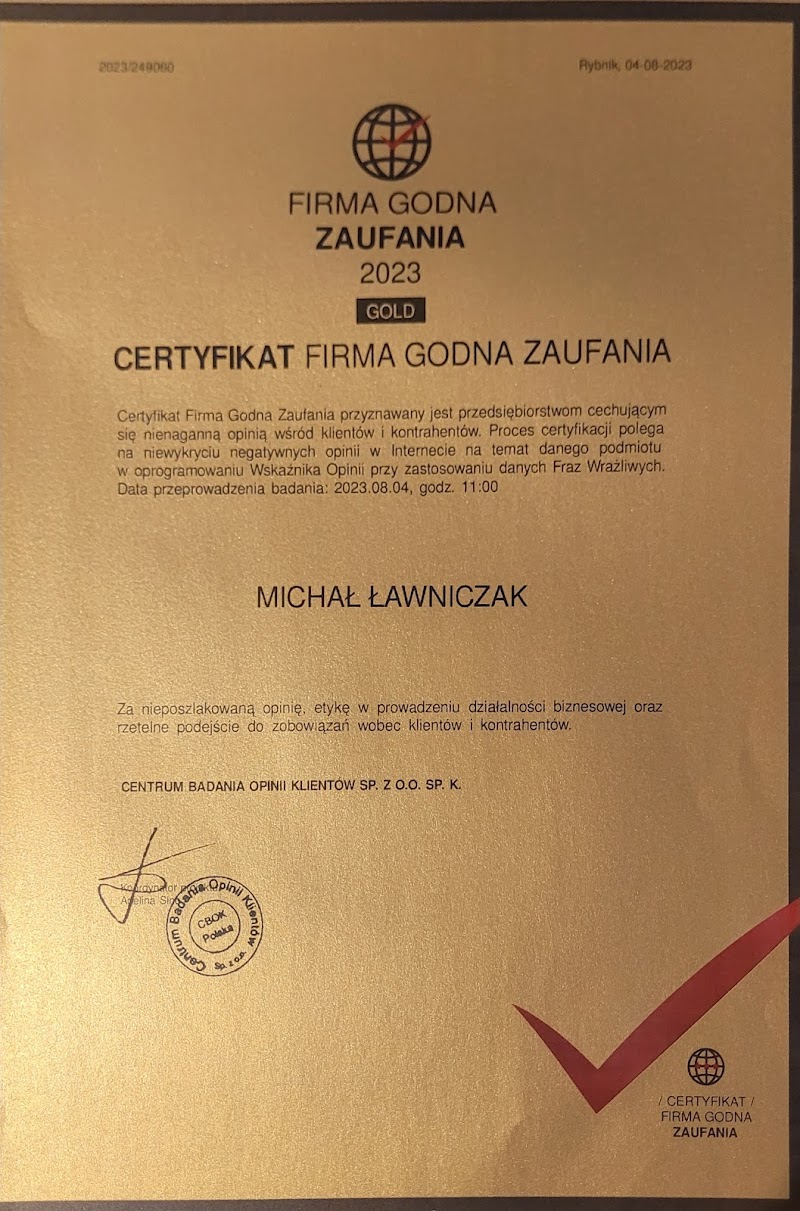 2023/249060
Rybnik, 04-08-2023
FIRMA GODNA
ZAUFANIA
2023
GOLD
CERTYFIKAT FIRMA GODNA ZAUFANIA
Certyfikat Firma Godna Zaufania przyznawany jest przedsiębiorstwom cechującym
się nienaganną opinią wśród klientów i kontrahentów. Proces certyfikacji polega
na niewykryciu negatywnych opinii w Internecie na temat danego podmiotu
w oprogramowaniu Wskaźnika Opinii przy zastosowaniu danych Fraz Wrażliwych.
Data przeprowadzenia badania: 2023.08.04, godz. 11:00
MICHAŁ ŁAWNICZAK
Za nieposzlakowaną opinię, etykę w prowadzeniu działalności biznesowej oraz
rzetelne podejście do zobowiązań wobec klientów i kontrahentów.
CENTRUM BADANIA OPINII KLIENTÓW SP. Z O.O. SP. K.
Koordynator
Centrum Badania Opinii Klientów
Sp. z o.o.
CBOK
Polska
/ CERTYFIKAT /
FIRMA GODNA
ZAUFANIA